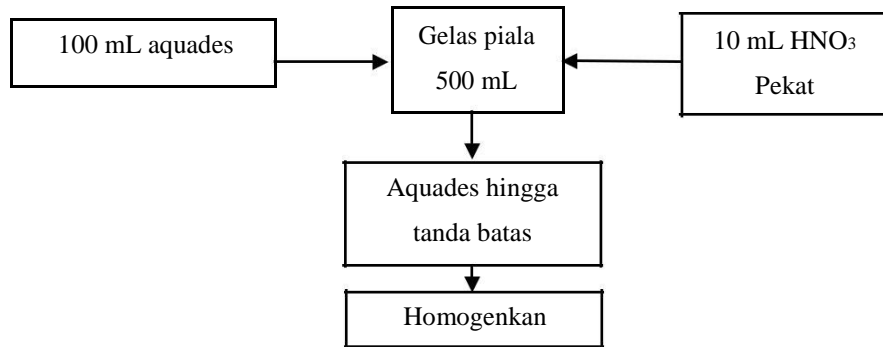 100 mL aquades
Gelas piala
500 mL
10 mL HNO₃
Pekat
Aquades hingga
tanda batas
Homogenkan